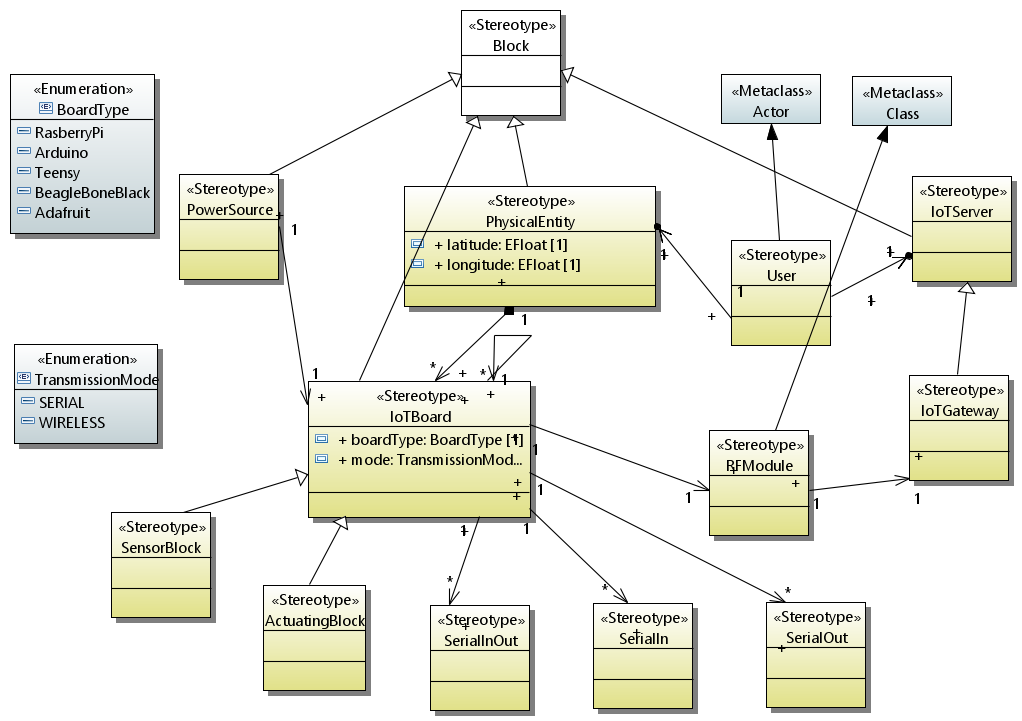 «Stereotype»
Block
«Enumeration»
BoardType
RasberryPi
Arduino
Teensy
BeagleBoneBlack
Adafruit
«Metaclass»
Actor
«Metaclass»
Class
«Stereotype»
PowerSource
+
1
«Stereotype»
PhysicalEntity
+ latitude: EFloat [1]
+ longitude: EFloat [1]
+
1
«Stereotype»
IoTServer
«Stereotype»
User
1
+
1
+
1
+
1
+
«Enumeration»
TransmissionMode
SERIAL
WIRELESS
1
+
*
+
*
1
+
+
«Stereotype»
IoTBoard
+ boardType: BoardType [1]
+ mode: TransmissionMod...
+
+
+
1
1
1
1
+
«Stereotype»
IoTGateway
+
1
«Stereotype»
RFModule
+
+
1
1
«Stereotype»
SensorBlock
«Stereotype»
ActuatingBlock
*
«Stereotype»
SerialInOut
+
*
«Stereotype»
SerialIn
+
*
«Stereotype»
SerialOut
+